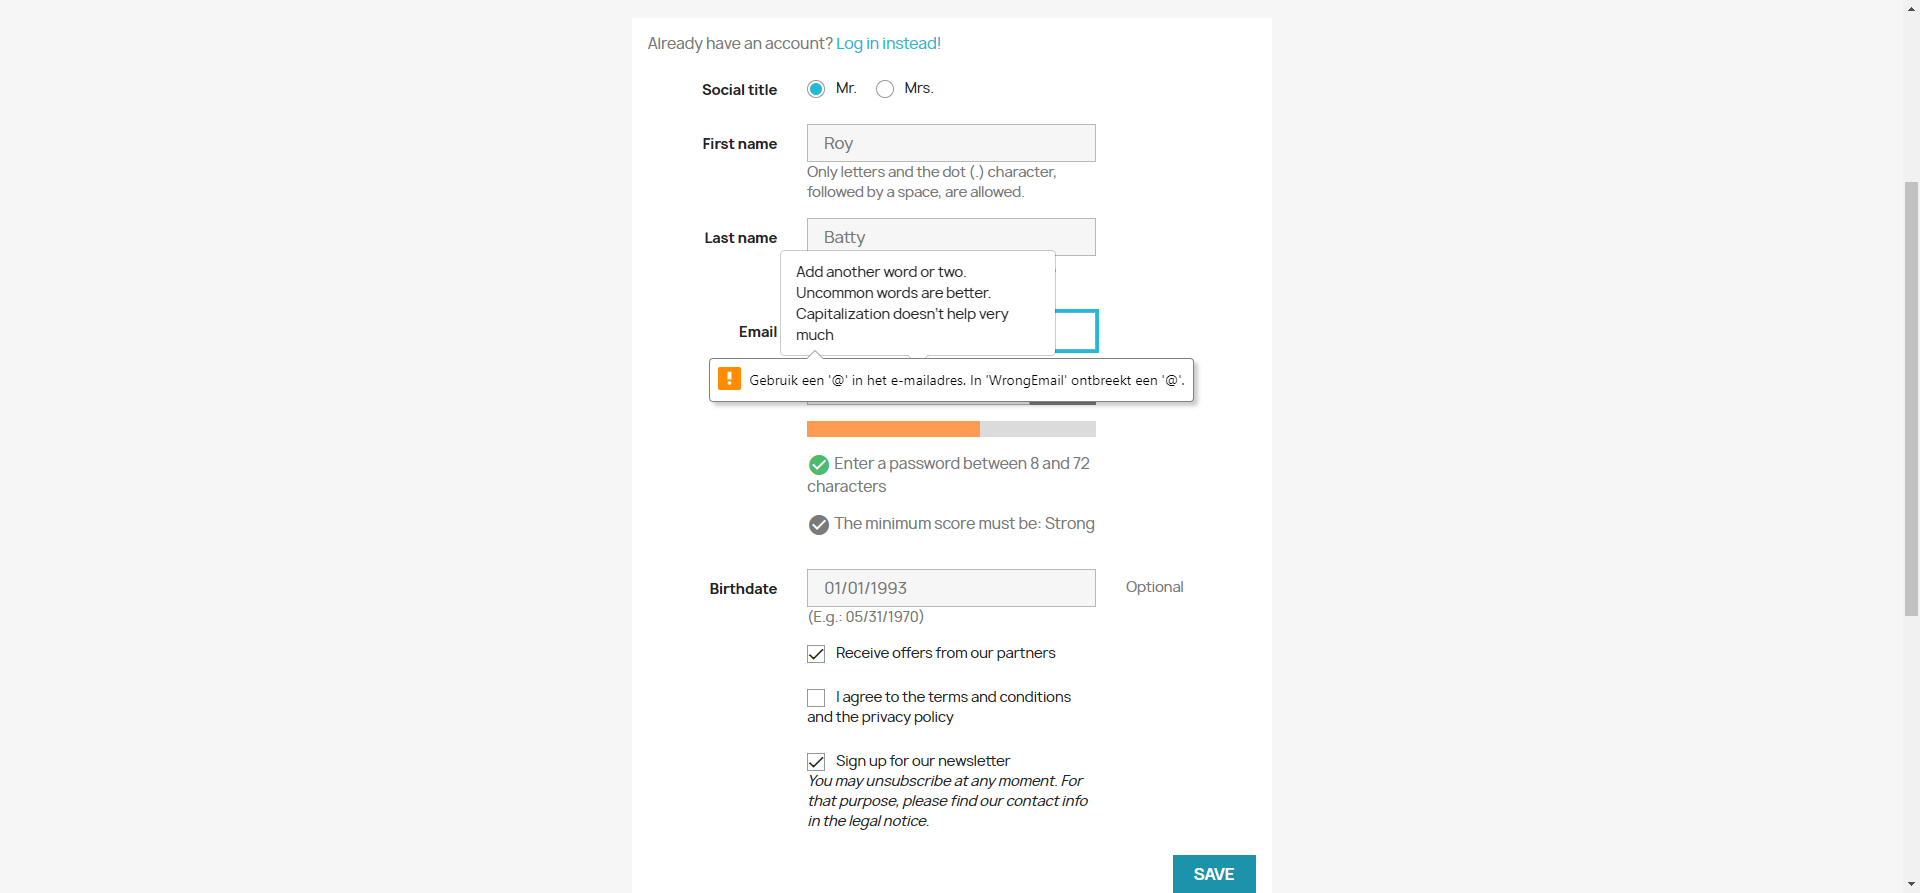 Already have an account? Log in instead!
Social title Mr. Mrs.
First name Roy
Only letters and the dot (.) character,
followed by a space, are allowed.
Last name Batty
Add another word or two.
Uncommon words are better.
Capitalization doesn't help very
much
Email
Gebruik een '@' in het e-mailadres. In 'WrongEmail' ontbreekt een '@'.
Enter a password between 8 and 72
characters
The minimum score must be: Strong
Birthdate 01/01/1993 Optional
(E.g.: 05/31/1970)
Receive offers from our partners
I agree to the terms and conditions
and the privacy policy
Sign up for our newsletter
You may unsubscribe at any moment. For
that purpose, please find our contact info
in the legal notice.
SAVE